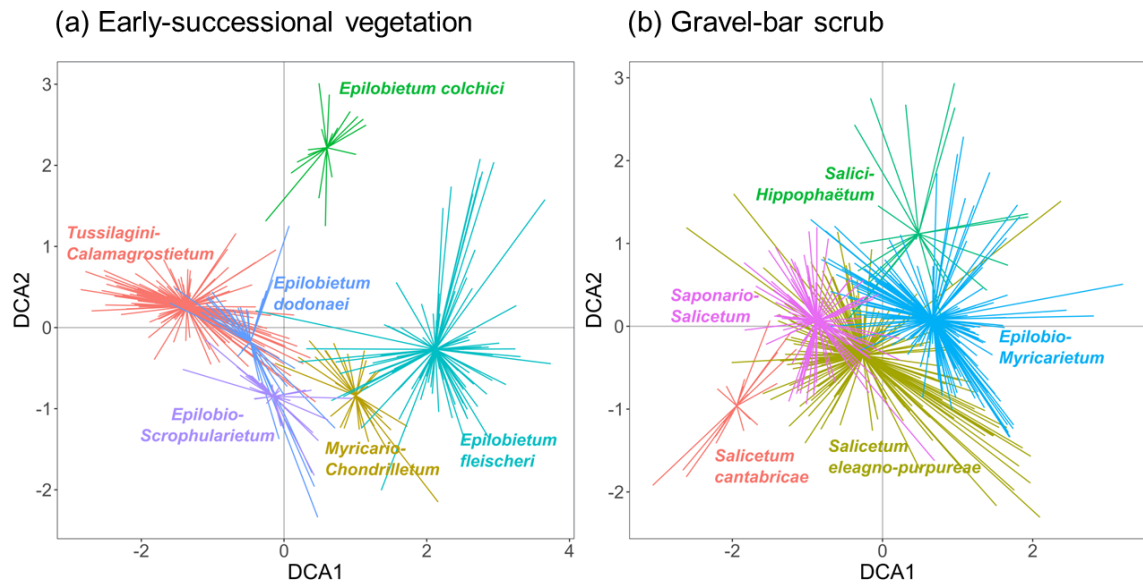 (a) Early-successional vegetation
3
2
1
0
-1
-2
DCA2
Epilobietum colchici
Tussilagini-
Calamagrostietum
Epilobietum
dodonaei
Epilobio-
Scrophularietum
Myricario-
Chondrilletum
Epilobietum
fleischeri
-2
0
2
4
DCA1
(b) Gravel-bar scrub
3
2
1
0
-1
-2
DCA2
Salici-
Hippophaëtum
Saponario-
Salicetum
Epilobio-
Myricarietum
Salicetum
cantabricae
Salicetum
eleagno-purpureae
-2
0
2
DCA1